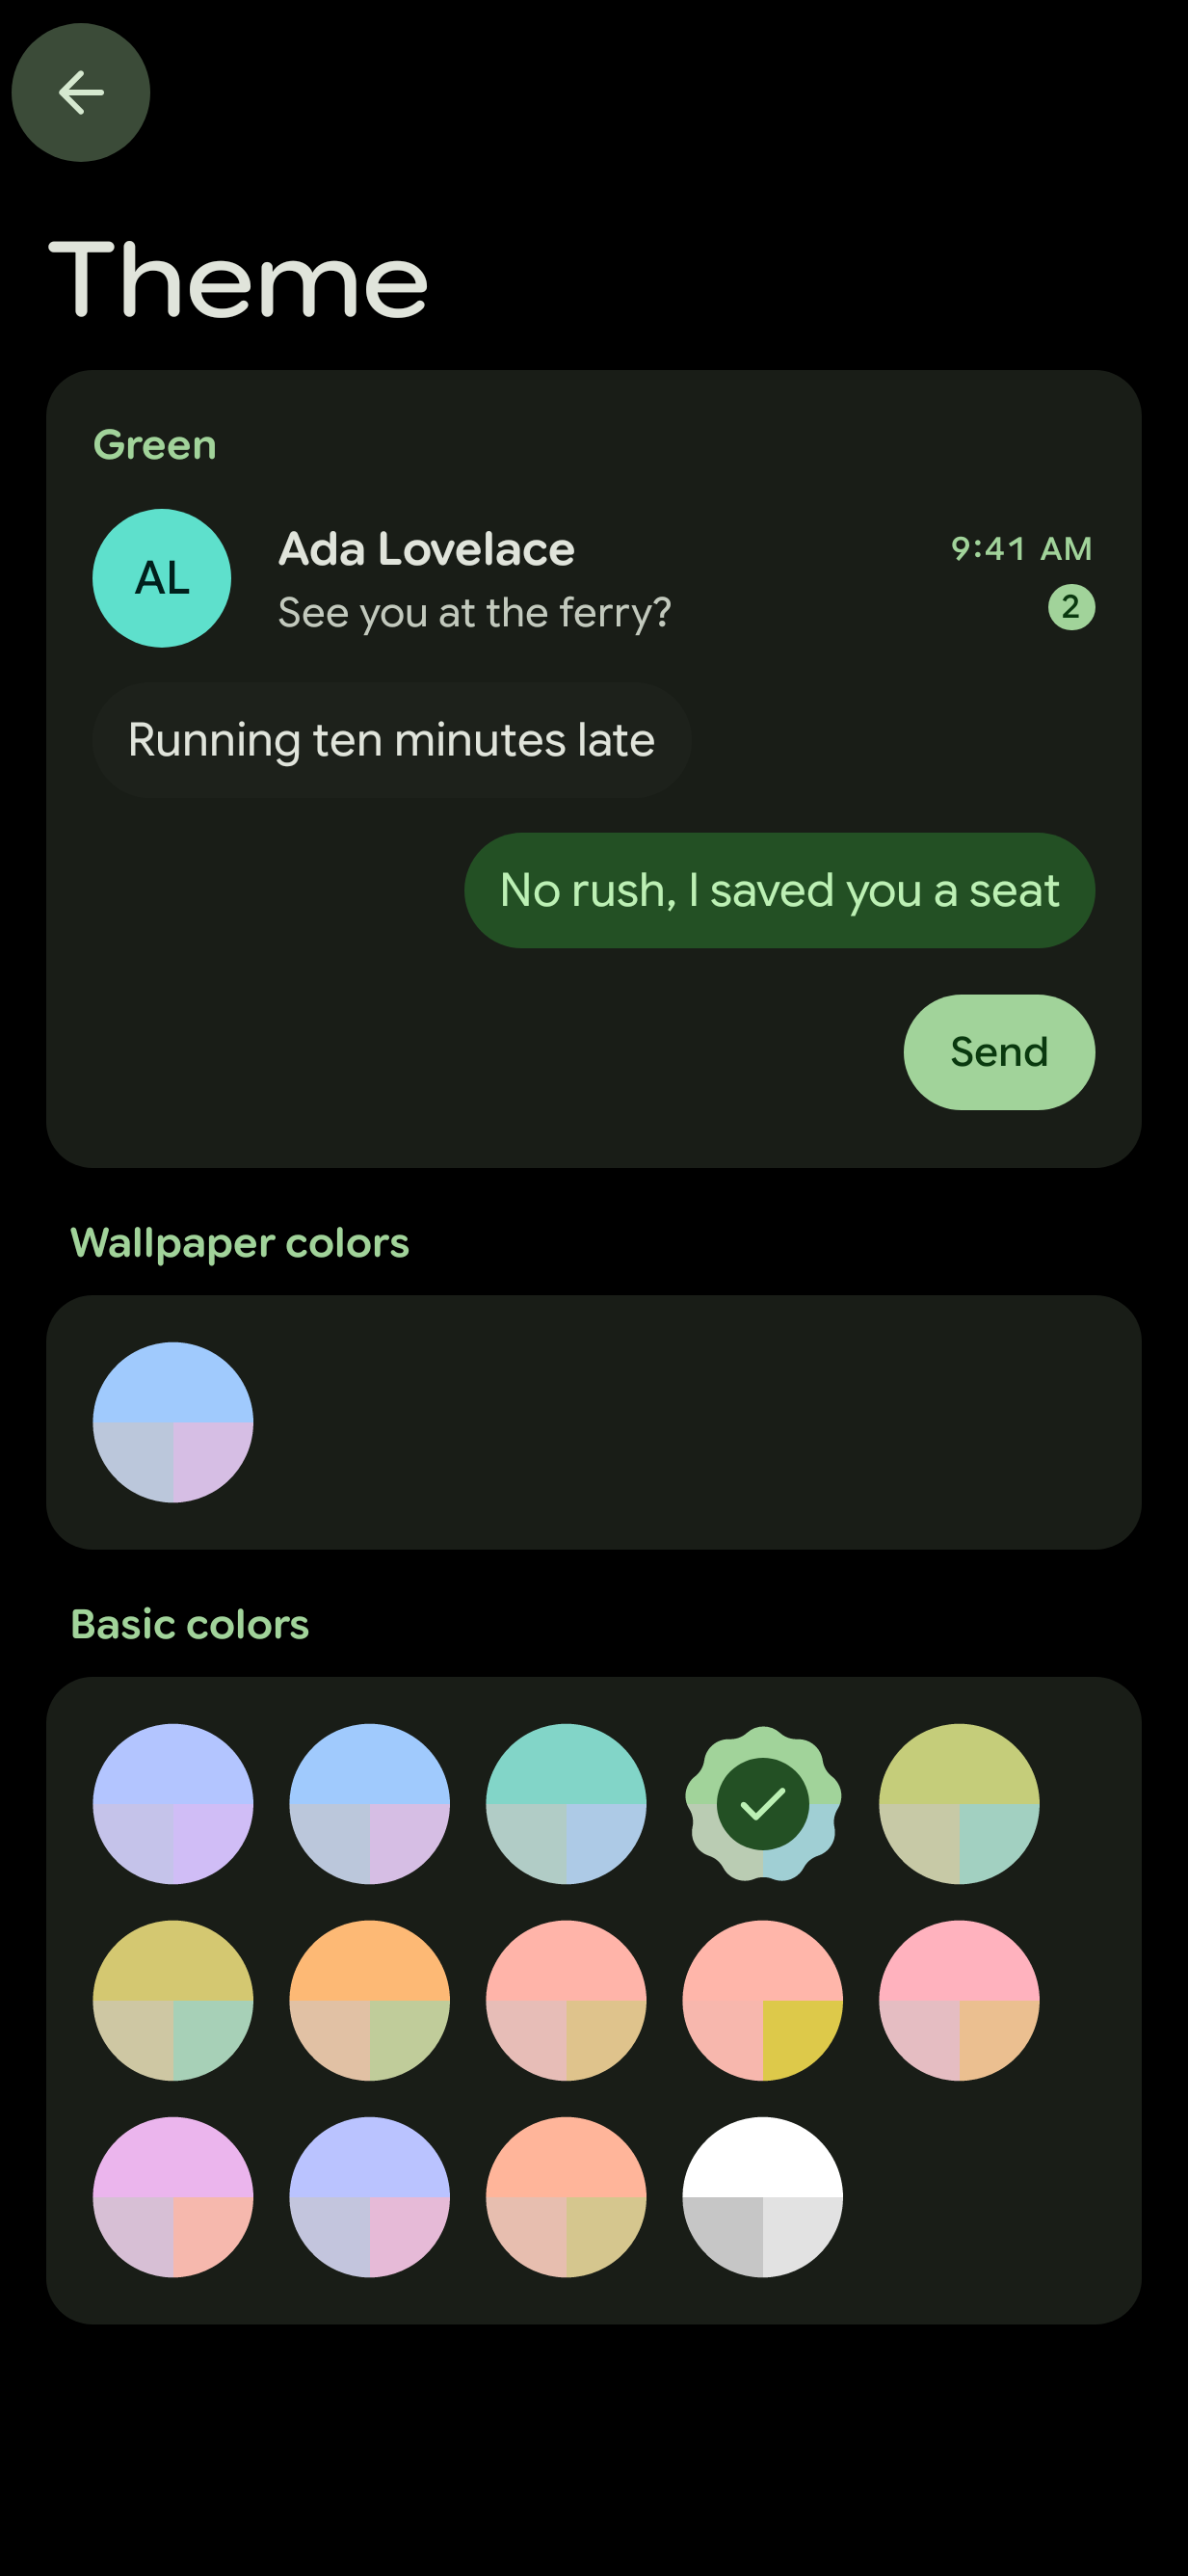 Theme
Green
AL
Ada Lovelace
9:41 AM
See you at the ferry?
2
Running ten minutes late
No rush, I saved you a seat
Send
Wallpaper colors
Basic colors